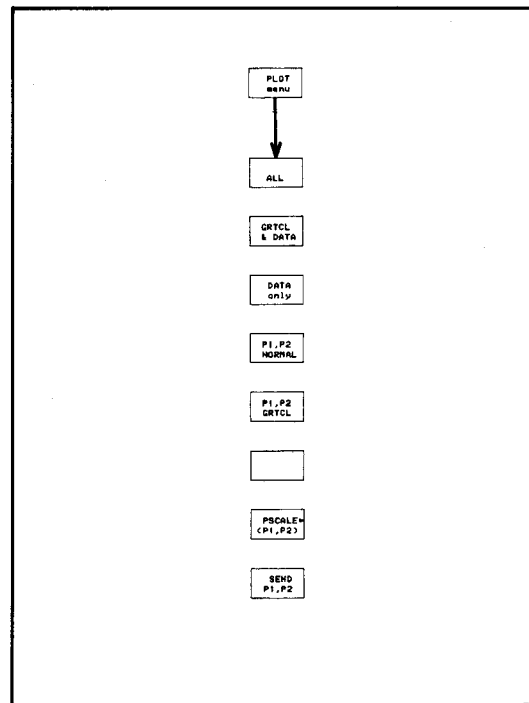 PLOT
menu
ALL
GRTCL
& DATA
DATA
only
P1,P2
NORMAL
P1,P2
GRTCL
PSCALE
(P1,P2)
SEND
P1,P2